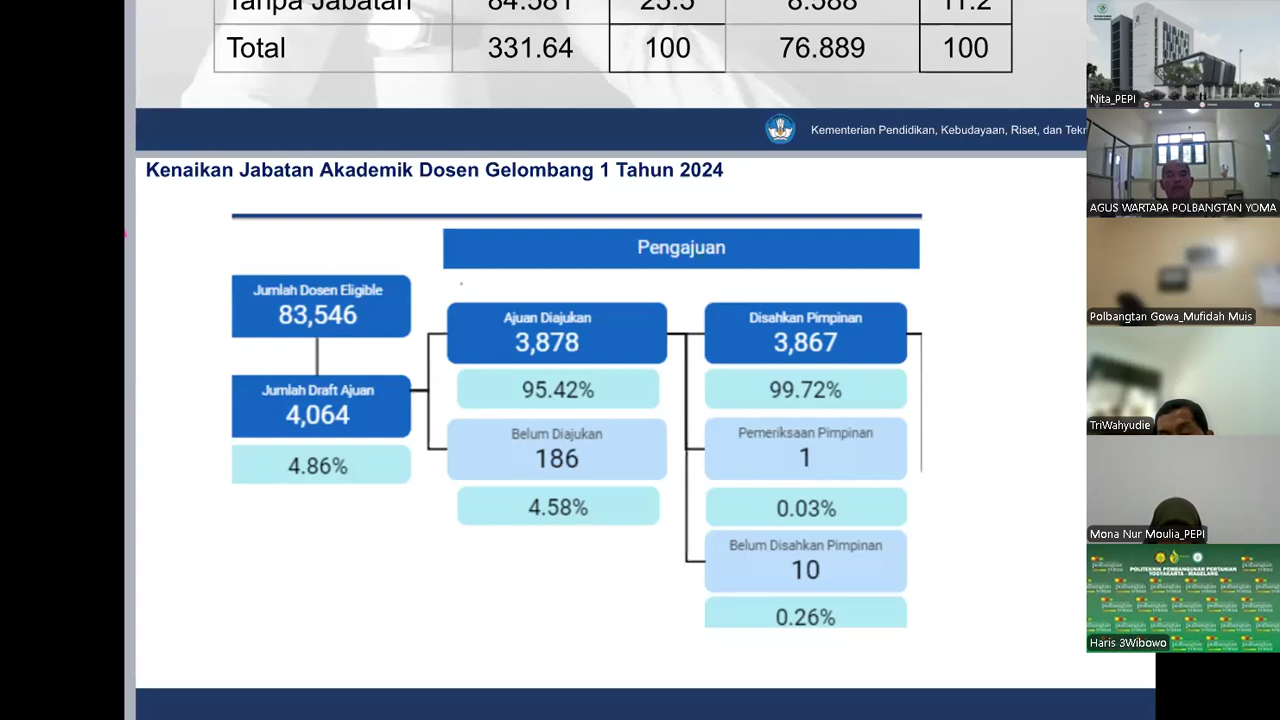 Tanpa Jabatan 84.581 25.5 8.588 11.2
Total 331.64 100 76.889 100
Kementerian Pendidikan, Kebudayaan, Riset, dan Tekn
Kenaikan Jabatan Akademik Dosen Gelombang 1 Tahun 2024
Pengajuan
Jumlah Dosen Eligible
83,546
Jumlah Draft Ajuan
4,064
4.86%
Ajuan Diajukan
3,878
95.42%
Belum Diajukan
186
4.58%
Disahkan Pimpinan
3,867
99.72%
Pemeriksaan Pimpinan
1
0.03%
Belum Disahkan Pimpinan
10
0.26%
Nita_PEPI
AGUS WARTAPA POLBANGTAN YOMA
Polbangtan Gowa_Mufidah Muis
TriWahyudie
Mona Nur Moulia_PEPI
POLITEKNIK PEMBANGUNAN PERTANIAN
YOGYAKARTA - MAGELANG
Haris 3Wibowo